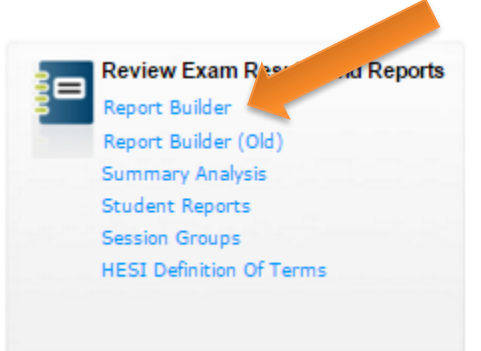 Review Exam Reports
Report Builder
Report Builder (Old)
Summary Analysis
Student Reports
Session Groups
HESI Definition Of Terms